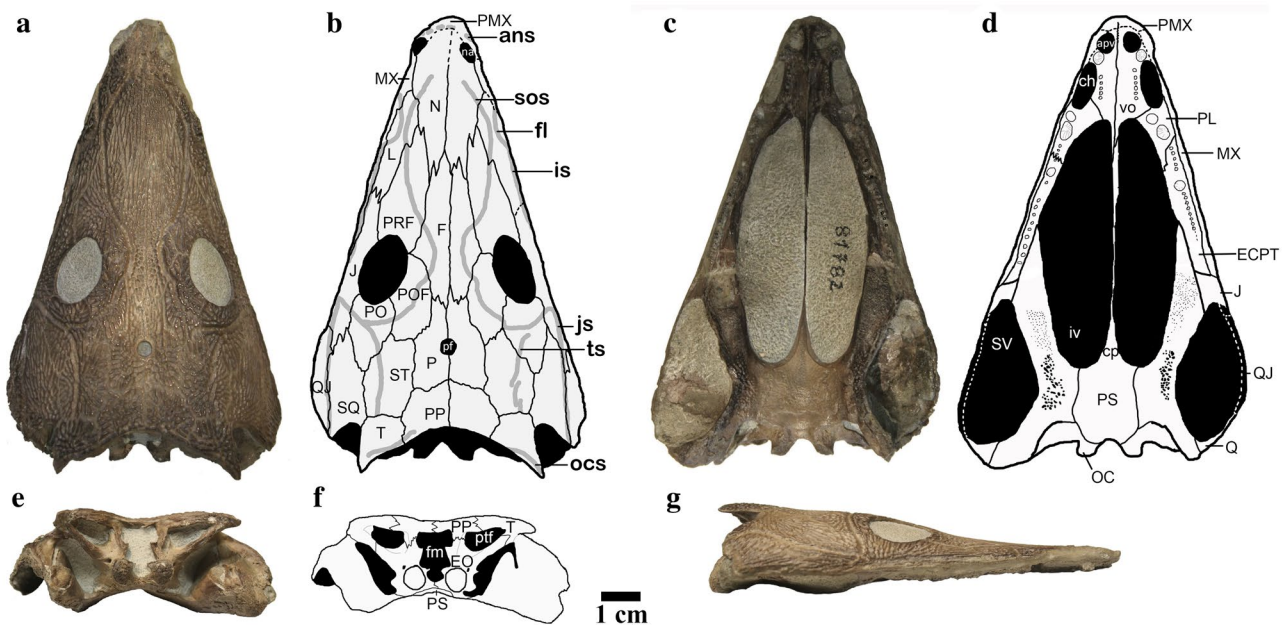 a
b
PMX
ans
na
MX
N
sos
L
fl
is
PRF
F
J
POF
PO
js
pf
ts
P
ST
QJ
SQ
PP
T
ocs
c
81782
d
PMX
apv
ch
vo
PL
MX
ECPT
J
SV
iv
cp
QJ
PS
Q
OC
e
f
PP
T
ptf
fm
EO
PS
1 cm
g